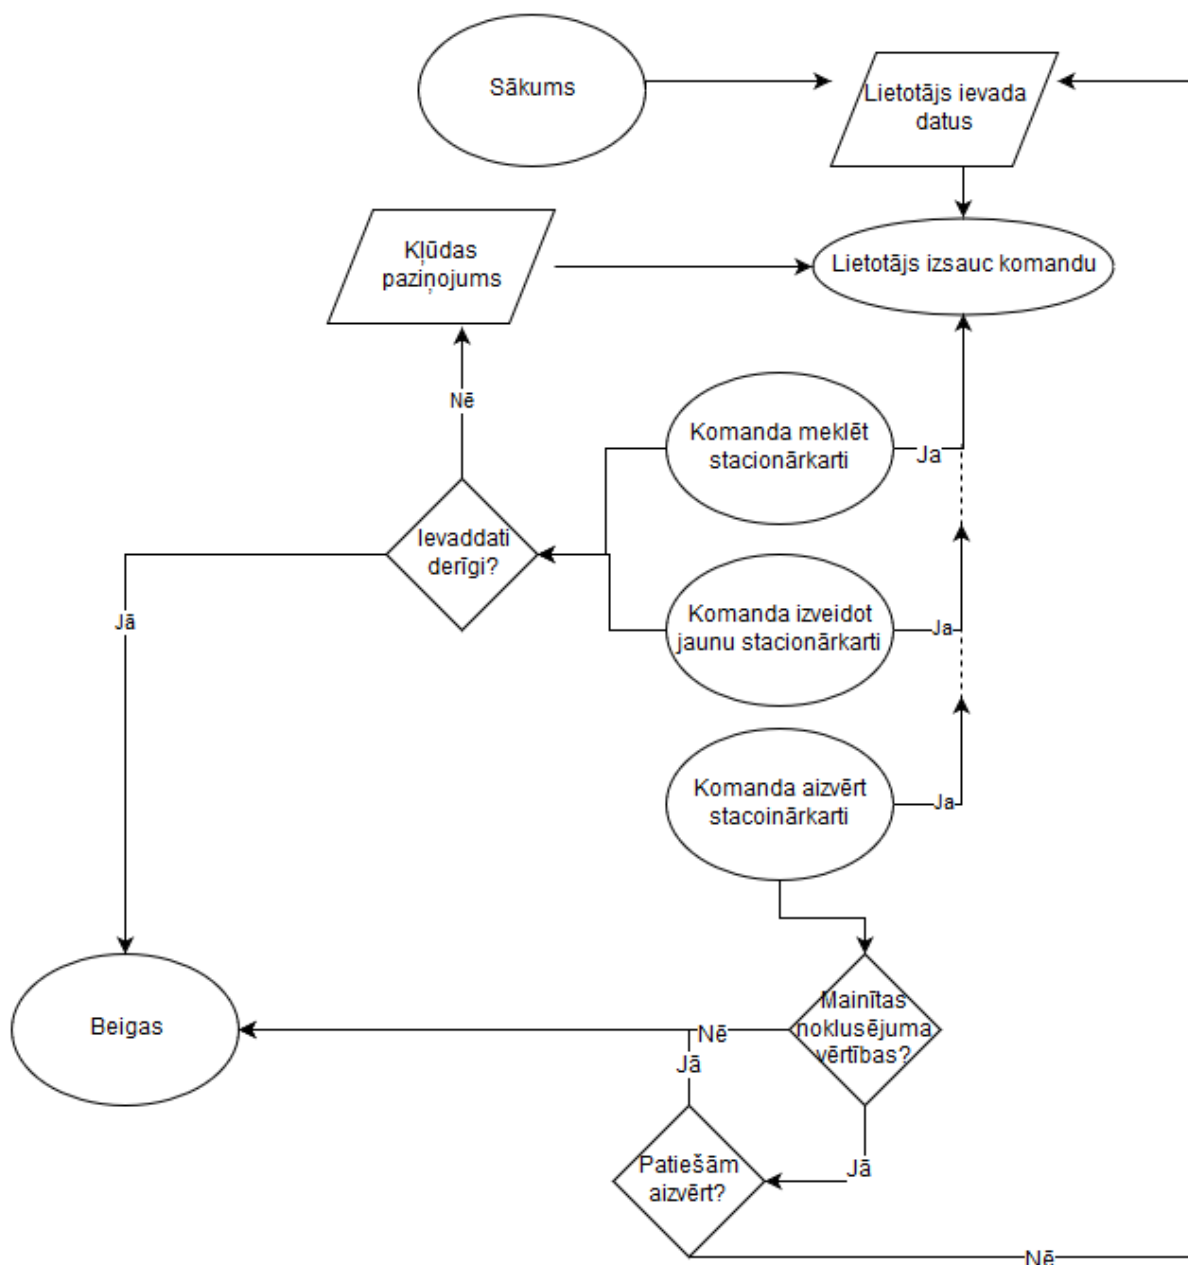 Sākums
Lietotājs ievada
datus
Kļūdas
paziņojums
Lietotājs izsauc komandu
Nē
Komanda meklēt
stacionārkarti
Ja
Ievaddati
derīgi?
Jā
Komanda izveidot
jaunu stacionārkarti
Ja
Komanda aizvērt
stacoinārkarti
Ja
Beigas
Mainītas
noklusējuma
vērtības?
Nē
Jā
Patiešām
aizvērt?
Jā
Nē